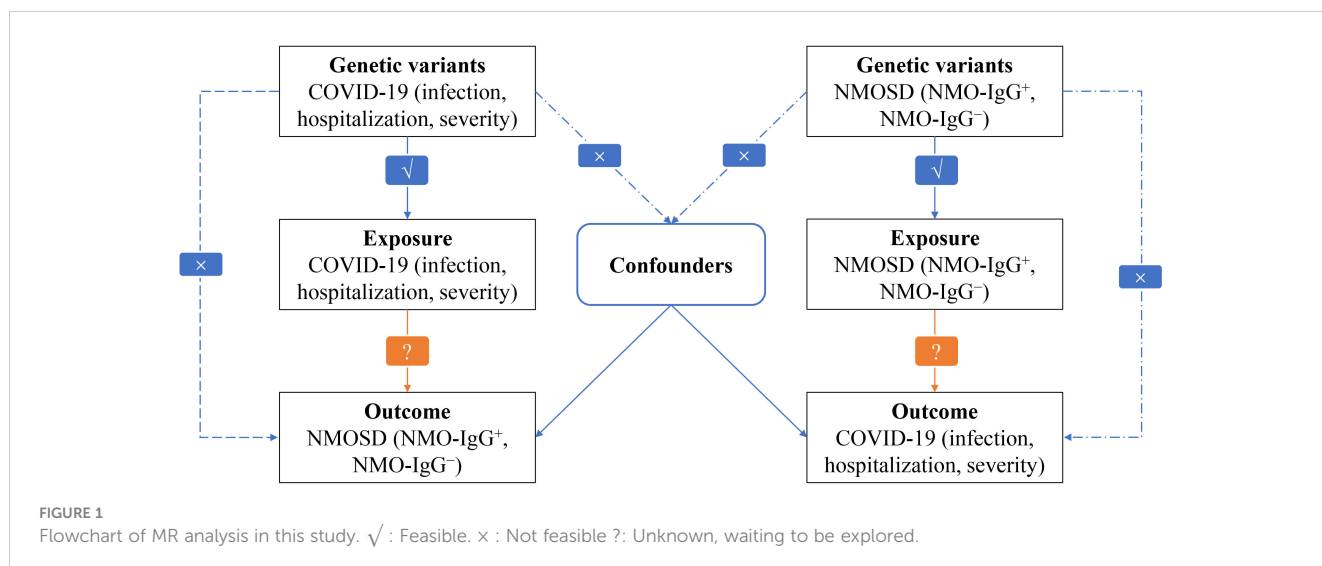 Genetic variants
COVID-19 (infection,
hospitalization, severity)
√
Exposure
COVID-19 (infection,
hospitalization, severity)
?
Outcome
NMOSD (NMO-IgG⁺,
NMO-IgG⁻)
×
×
Confounders
×
Genetic variants
NMOSD (NMO-IgG⁺,
NMO-IgG⁻)
√
Exposure
NMOSD (NMO-IgG⁺,
NMO-IgG⁻)
?
Outcome
COVID-19 (infection,
hospitalization, severity)
×
FIGURE 1
Flowchart of MR analysis in this study. √ : Feasible. × : Not feasible ?: Unknown, waiting to be explored.